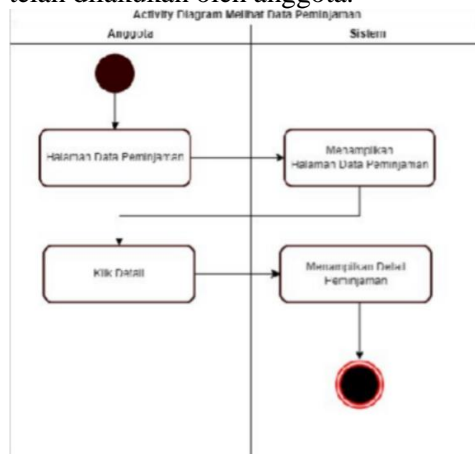 telah dilakukan oleh anggota.
Activity Diagram Melihat Data Peminjaman
Anggota
Sistem
Halaman Data Peminjaman
Menampilkan
Halaman Data Peminjaman
Klik Detail
Menampilkan Detail
Peminjaman